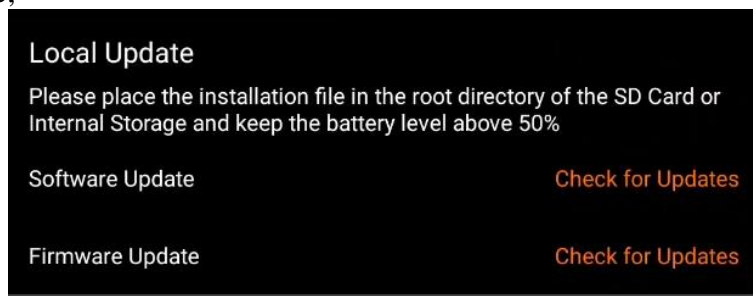 Local Update
Please place the installation file in the root directory of the SD Card or
Internal Storage and keep the battery level above 50%
Software Update Check for Updates
Firmware Update Check for Updates